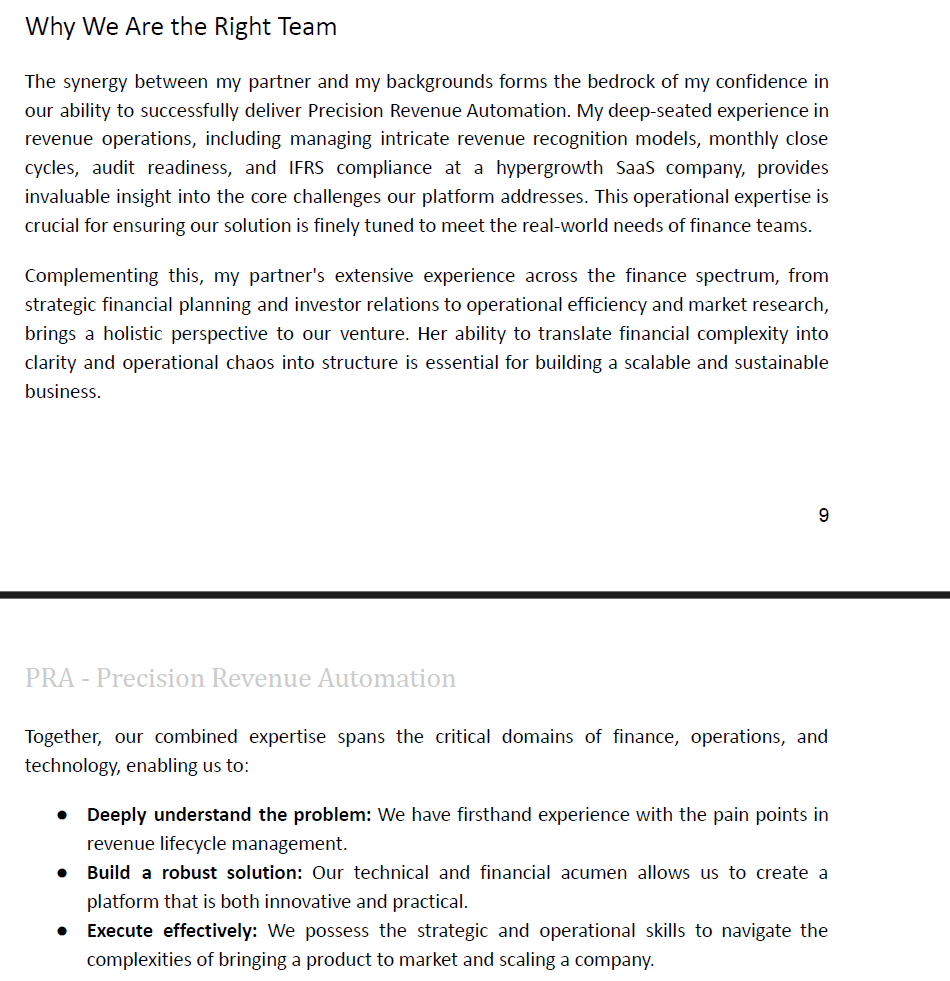 Why We Are the Right Team
The synergy between my partner and my backgrounds forms the bedrock of my confidence in
our ability to successfully deliver Precision Revenue Automation. My deep-seated experience in
revenue operations, including managing intricate revenue recognition models, monthly close
cycles, audit readiness, and IFRS compliance at a hypergrowth SaaS company, provides
invaluable insight into the core challenges our platform addresses. This operational expertise is
crucial for ensuring our solution is finely tuned to meet the real-world needs of finance teams.
Complementing this, my partner's extensive experience across the finance spectrum, from
strategic financial planning and investor relations to operational efficiency and market research,
brings a holistic perspective to our venture. Her ability to translate financial complexity into
clarity and operational chaos into structure is essential for building a scalable and sustainable
business.
9
PRA - Precision Revenue Automation
Together, our combined expertise spans the critical domains of finance, operations, and
technology, enabling us to:
● Deeply understand the problem: We have firsthand experience with the pain points in
revenue lifecycle management.
● Build a robust solution: Our technical and financial acumen allows us to create a
platform that is both innovative and practical.
● Execute effectively: We possess the strategic and operational skills to navigate the
complexities of bringing a product to market and scaling a company.